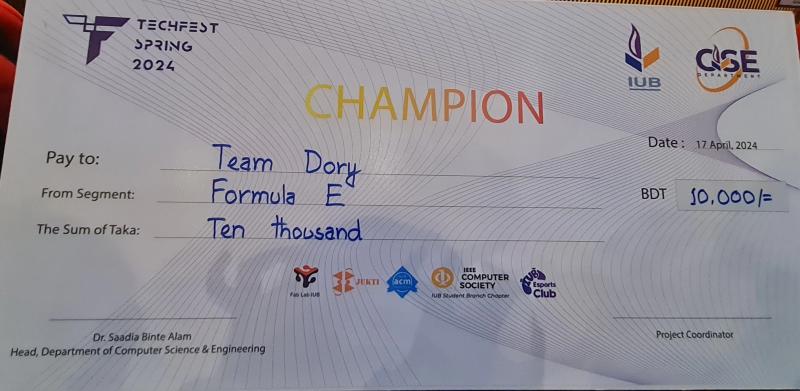 TECHFEST
SPRING
2024
IUB
CSE
DEPARTMENT
CHAMPION
Date : 17 April, 2024
Pay to: Team Dory
From Segment: Formula E
BDT 10,000/=
The Sum of Taka: Ten thousand
Fab Lab IUB
JUKTI
acm
IEEE
COMPUTER
SOCIETY
IUB Student Branch Chapter
IUB
Esports
Club
Dr. Saadia Binte Alam
Head, Department of Computer Science & Engineering
Project Coordinator